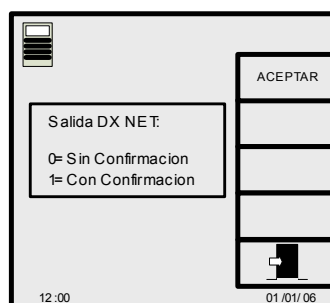 ACEPTAR
Salida DX NET:
0= Sin Confirmacion
1= Con Confirmacion
12:00
01/01/06